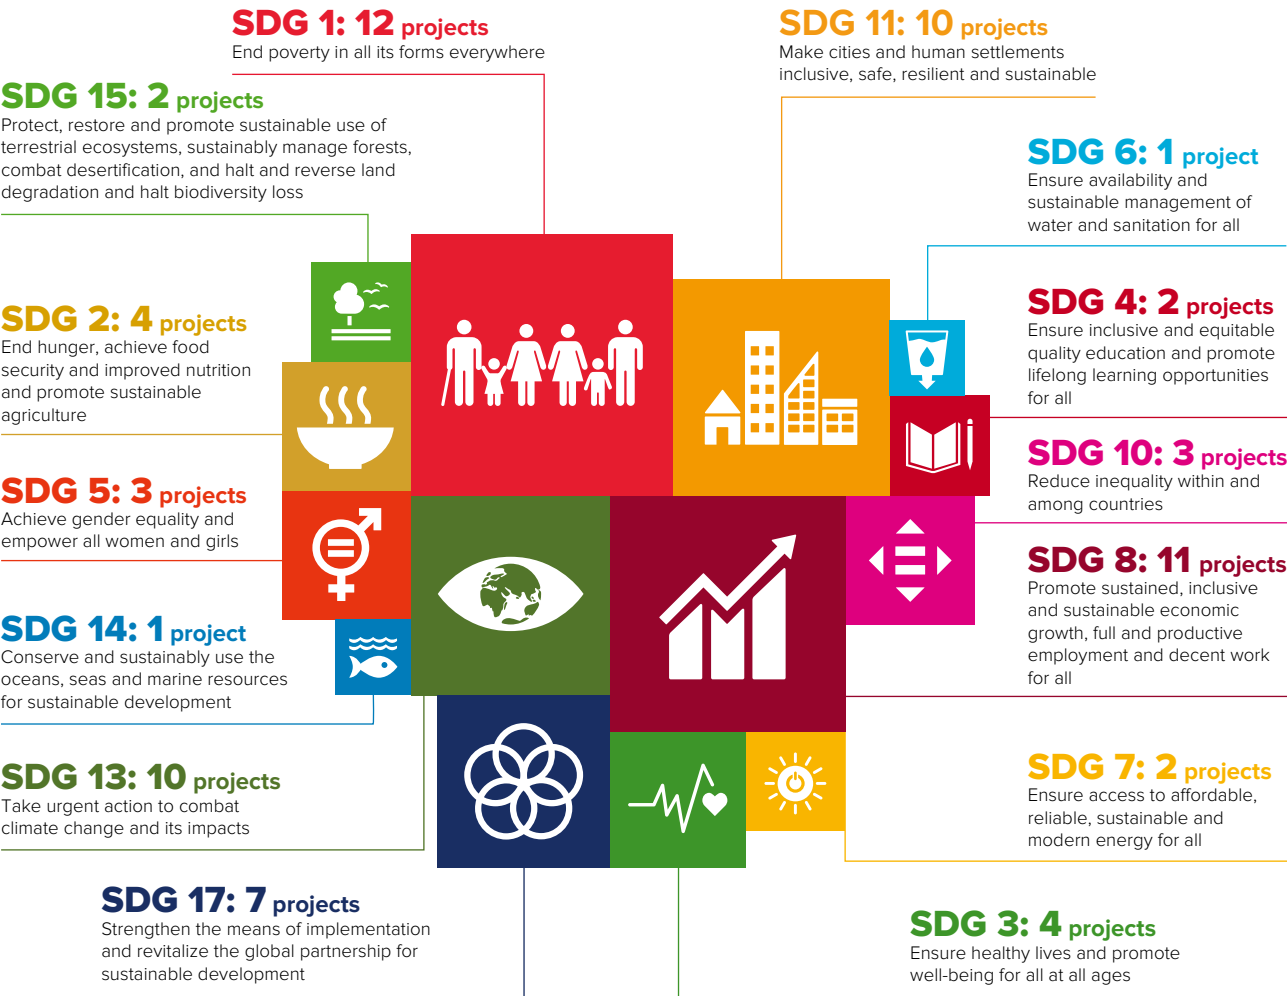 SDG 1: 12 projects
End poverty in all its forms everywhere
SDG 11: 10 projects
Make cities and human settlements
inclusive, safe, resilient and sustainable
SDG 15: 2 projects
Protect, restore and promote sustainable use of
terrestrial ecosystems, sustainably manage forests,
combat desertification, and halt and reverse land
degradation and halt biodiversity loss
SDG 6: 1 project
Ensure availability and
sustainable management of
water and sanitation for all
SDG 2: 4 projects
End hunger, achieve food
security and improved nutrition
and promote sustainable
agriculture
SDG 4: 2 projects
Ensure inclusive and equitable
quality education and promote
lifelong learning opportunities
for all
SDG 10: 3 projects
Reduce inequality within and
among countries
SDG 5: 3 projects
Achieve gender equality and
empower all women and girls
SDG 8: 11 projects
Promote sustained, inclusive
and sustainable economic
growth, full and productive
employment and decent work
for all
SDG 14: 1 project
Conserve and sustainably use the
oceans, seas and marine resources
for sustainable development
SDG 13: 10 projects
Take urgent action to combat
climate change and its impacts
SDG 7: 2 projects
Ensure access to affordable,
reliable, sustainable and
modern energy for all
SDG 17: 7 projects
Strengthen the means of implementation
and revitalize the global partnership for
sustainable development
SDG 3: 4 projects
Ensure healthy lives and promote
well-being for all at all ages